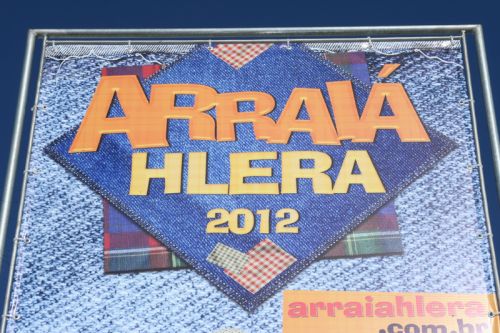 ARRAIÁ
HLERA
2012
arraiahlera
.com.br